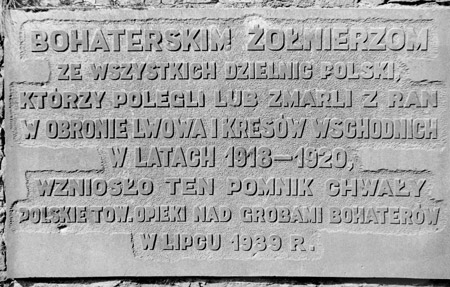 BOHATERSKIM ŻOŁNIERZOM
ZE WSZYSTKICH DZIELNIC POLSKI,
KTÓRZY POLEGLI LUB ZMARLI Z RAN
W OBRONIE LWOWA I KRESÓW WSCHODNICH
W LATACH 1918—1920,
WZNIOSŁO TEN POMNIK CHWAŁY
POLSKIE TOW. OPIEKI NAD GROBAMI BOHATERÓW
W LIPCU 1939 R.